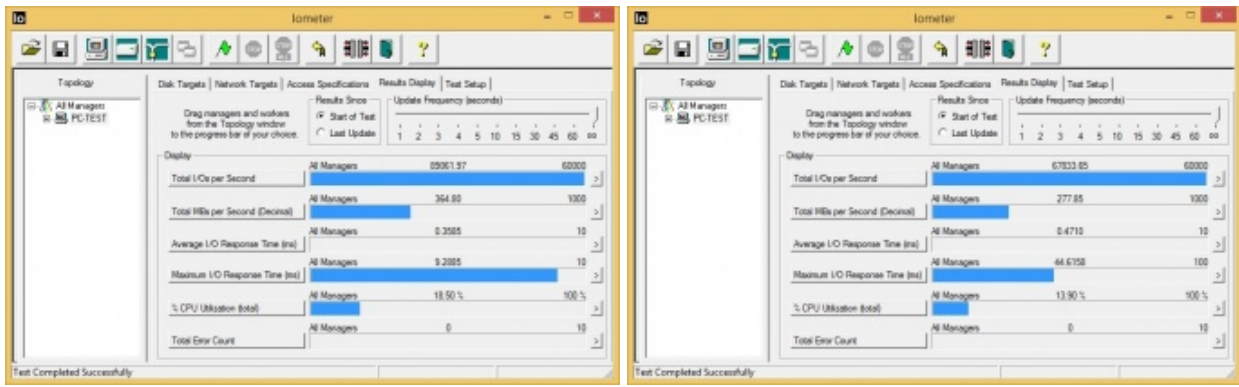 Io
Iometer
Topology
All Managers
PC-TEST
Disk Targets
Network Targets
Access Specifications
Results Display
Test Setup
Drag managers and workers
from the Topology window
to the progress bar of your choice.
Results Since
Start of Test
Last Update
Update Frequency (seconds)
1 2 3 4 5 10 15 30 45 60 oo
Display
Total I/Os per Second
All Managers 89061.97 60000
>
Total MBs per Second (Decimal)
All Managers 364.80 1000
>
Average I/O Response Time (ms)
All Managers 0.3585 10
>
Maximum I/O Response Time (ms)
All Managers 9.2885 10
>
% CPU Utilization (total)
All Managers 18.50 % 100 %
>
Total Error Count
All Managers 0 10
>
Test Completed Successfully
Io
Iometer
Topology
All Managers
PC-TEST
Disk Targets
Network Targets
Access Specifications
Results Display
Test Setup
Drag managers and workers
from the Topology window
to the progress bar of your choice.
Results Since
Start of Test
Last Update
Update Frequency (seconds)
1 2 3 4 5 10 15 30 45 60 oo
Display
Total I/Os per Second
All Managers 67833.65 60000
>
Total MBs per Second (Decimal)
All Managers 277.85 1000
>
Average I/O Response Time (ms)
All Managers 0.4710 10
>
Maximum I/O Response Time (ms)
All Managers 44.6158 100
>
% CPU Utilization (total)
All Managers 13.90 % 100 %
>
Total Error Count
All Managers 0 10
>
Test Completed Successfully